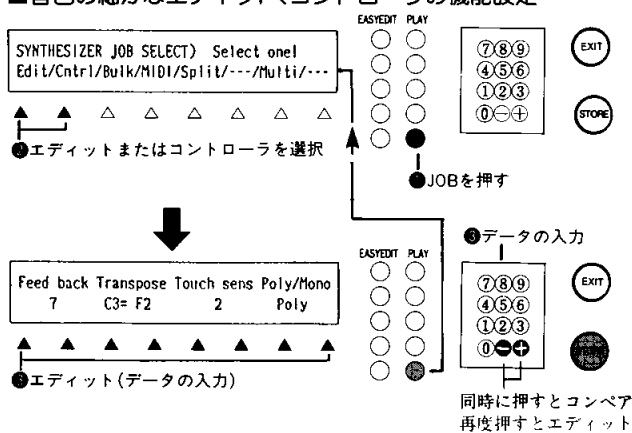 ■音色の細かなエディット、コントローラの機能設定
EASYEDIT PLAY
SYNTHESIZER JOB SELECT) Select one!
Edit/Cntrl/Bulk/MIDI/Split/---/Multi/---
⑦⑧⑨
④⑤⑥
①②③
⓪⊖⊕
EXIT
STORE
エディットまたはコントローラを選択
JOBを押す
データの入力
EASYEDIT PLAY
Feed back Transpose Touch sens Poly/Mono
7 C3= F2 2 Poly
⑦⑧⑨
④⑤⑥
①②③
⓪－＋
EXIT
エディット(データの入力)
同時に押すとコンペア
再度押すとエディット